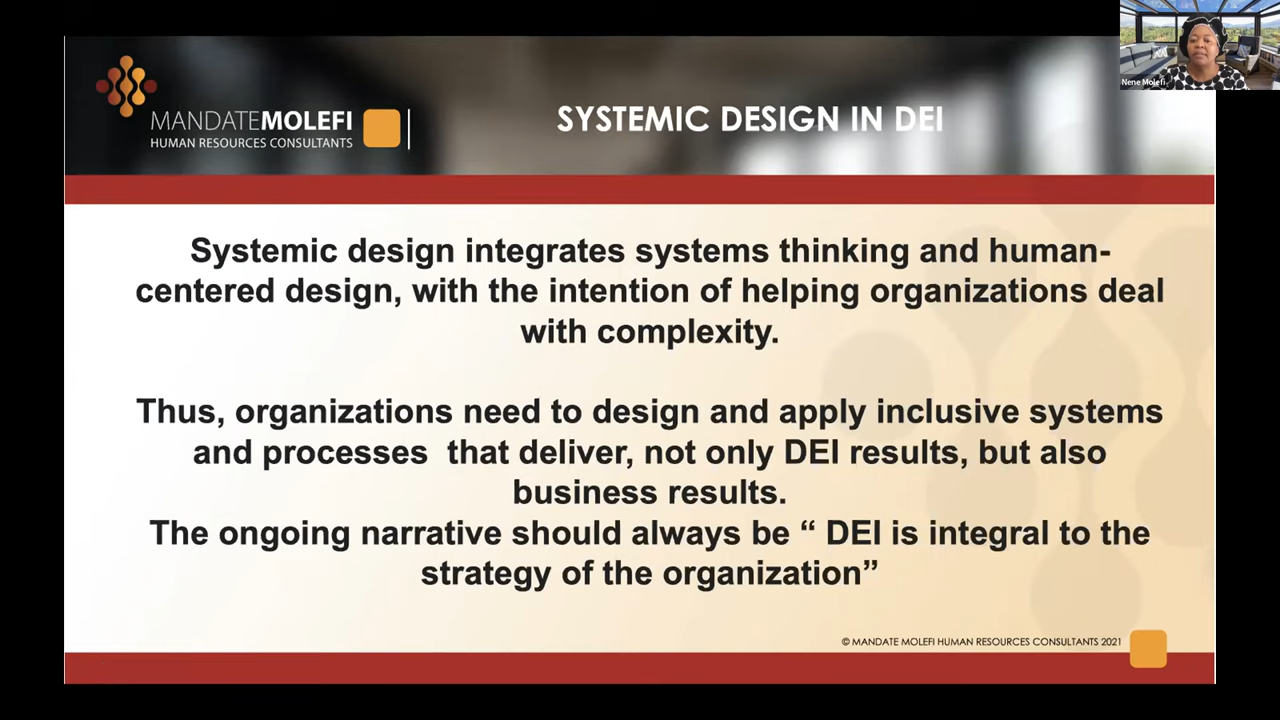 Nene Molefi
MANDATEMOLEFI
HUMAN RESOURCES CONSULTANTS
SYSTEMIC DESIGN IN DEI
Systemic design integrates systems thinking and human-
centered design, with the intention of helping organizations deal
with complexity.
Thus, organizations need to design and apply inclusive systems
and processes  that deliver, not only DEI results, but also
business results.
The ongoing narrative should always be “ DEI is integral to the
strategy of the organization”
© MANDATE MOLEFI HUMAN RESOURCES CONSULTANTS 2021